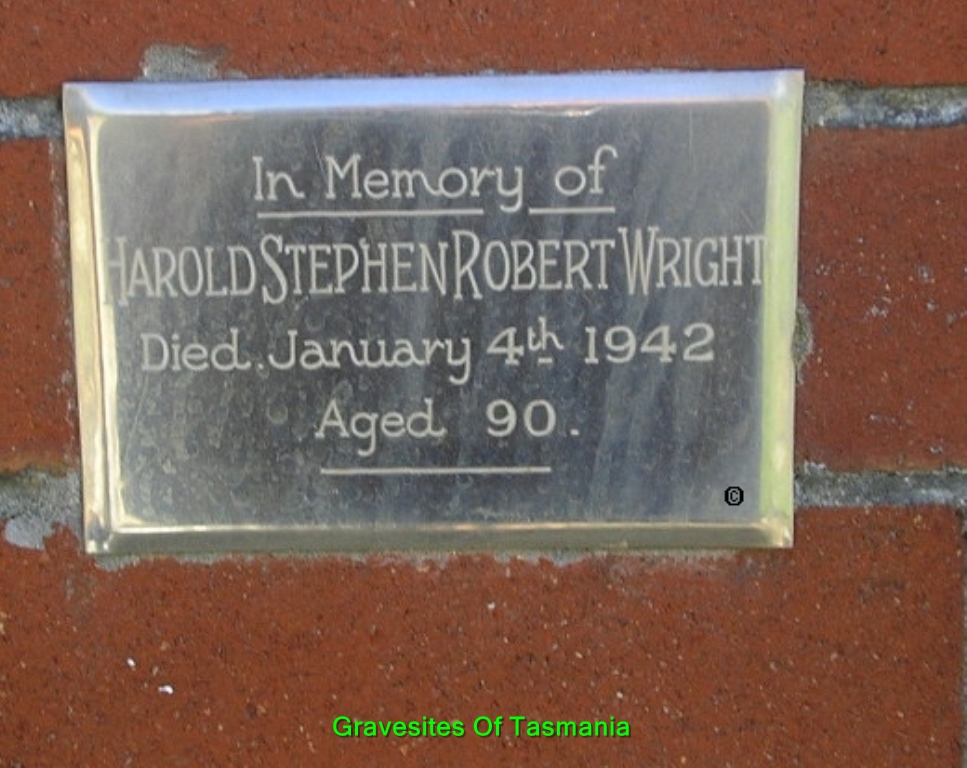 In Memory of
HAROLD STEPHEN ROBERT WRIGHT
Died. January 4th 1942
Aged 90.
©
Gravesites Of Tasmania